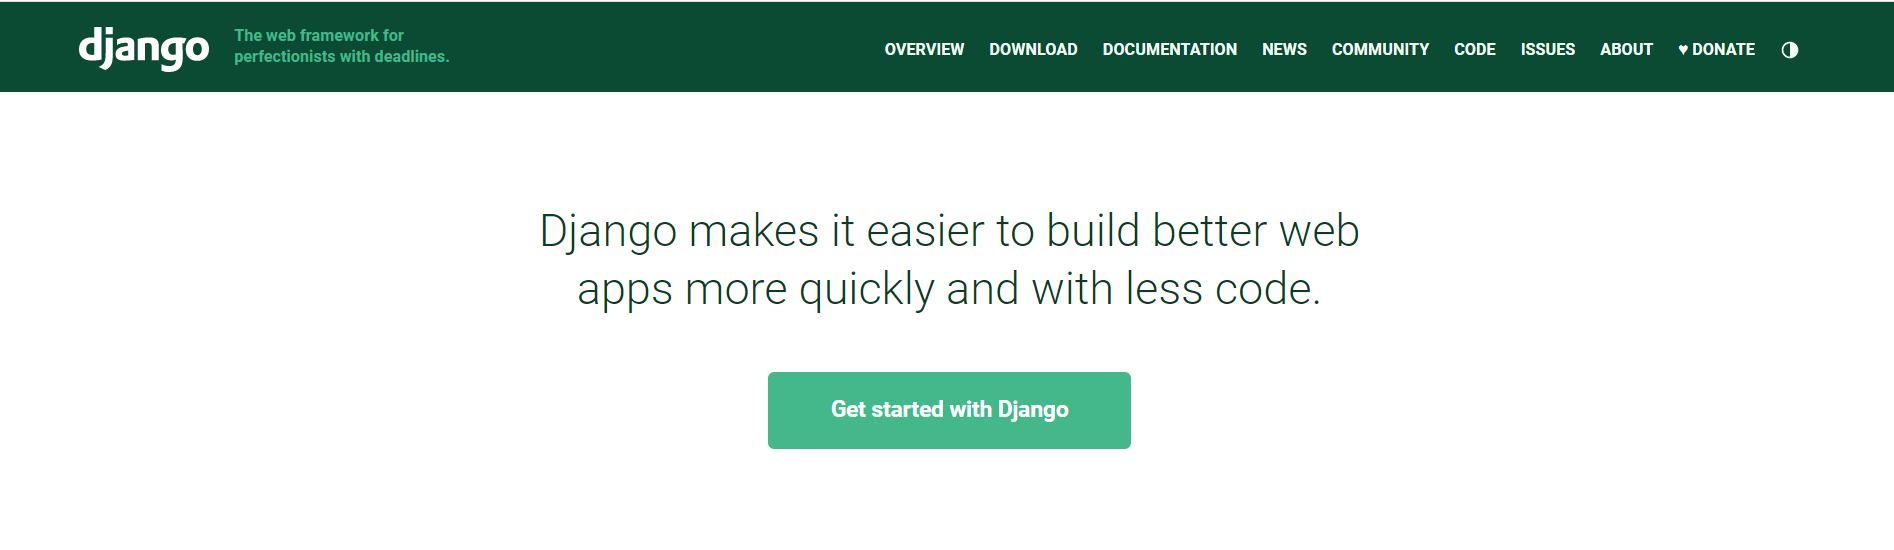 django
The web framework for
perfectionists with deadlines.
OVERVIEW DOWNLOAD DOCUMENTATION NEWS COMMUNITY CODE ISSUES ABOUT ♥ DONATE
Django makes it easier to build better web
apps more quickly and with less code.
Get started with Django